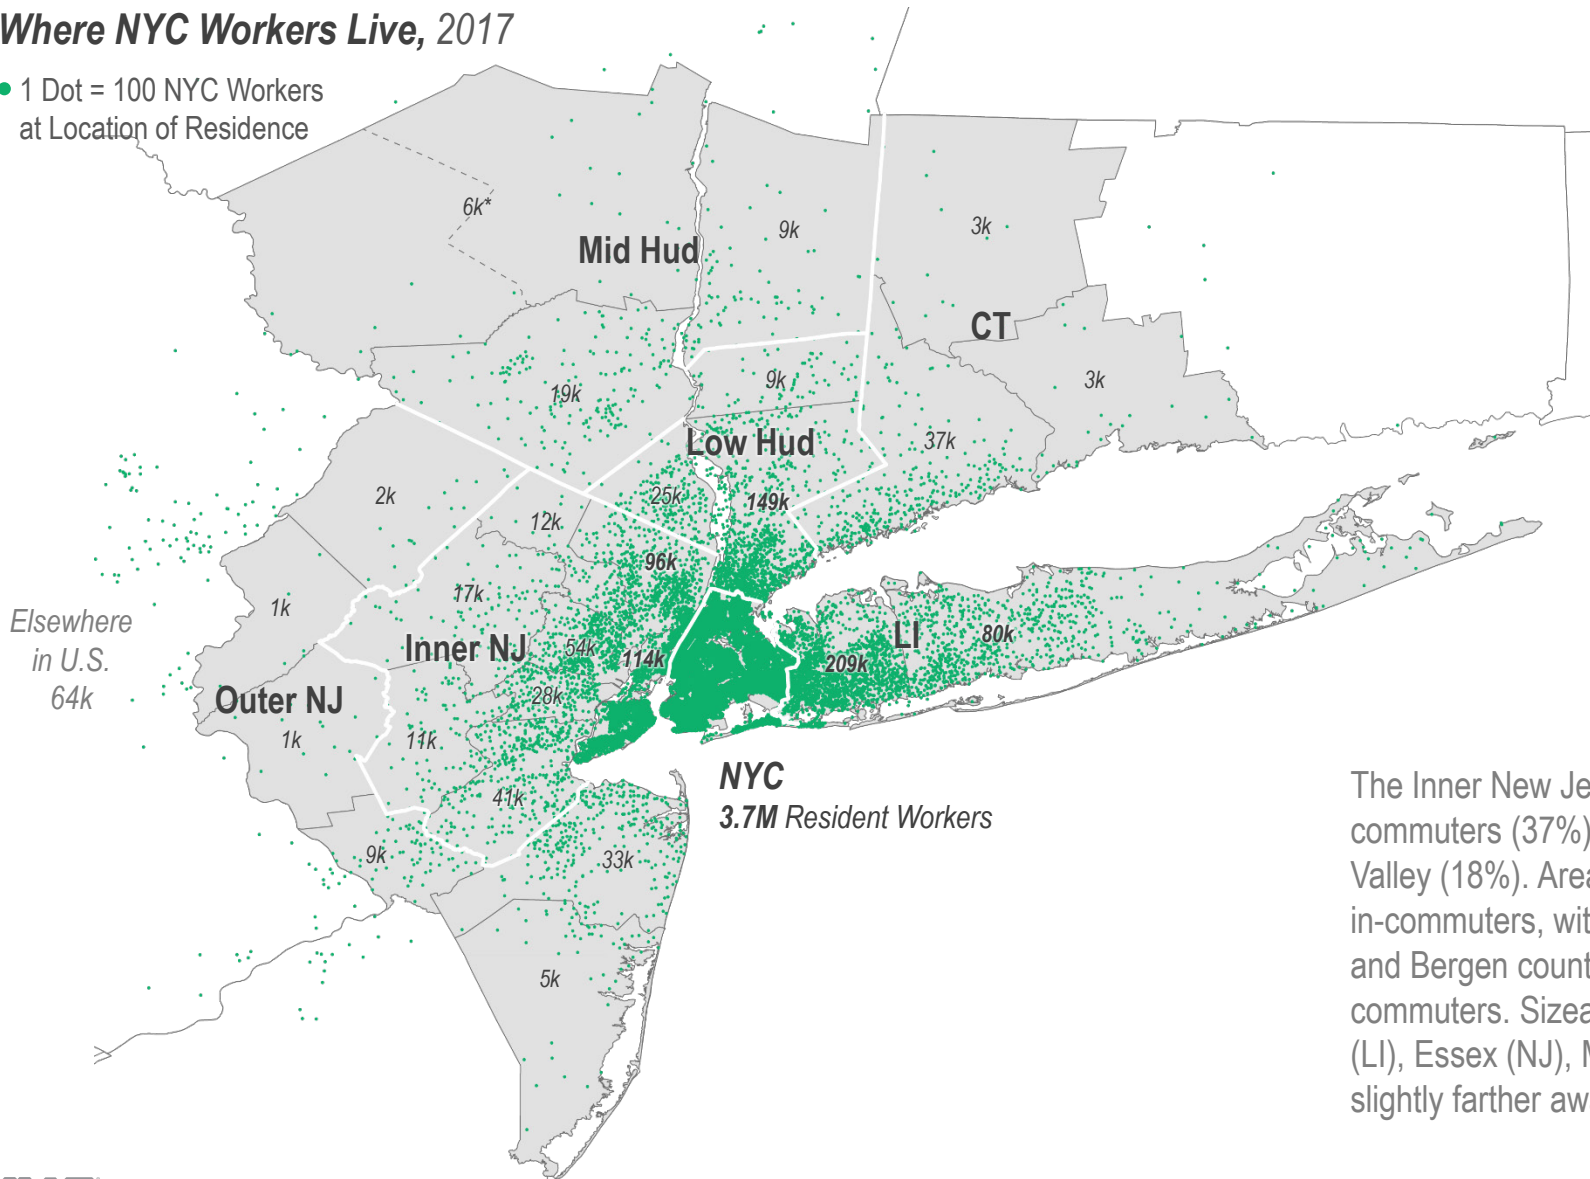 Where NYC Workers Live, 2017
1 Dot = 100 NYC Workers
at Location of Residence
6k*
Mid Hud
9k
3k
CT
3k
19k
9k
Low Hud
37k
2k
25k
149k
12k
96k
1k
17k
Elsewhere
in U.S.
64k
Inner NJ
54k
114k
LI
80k
209k
28k
Outer NJ
1k
11k
41k
NYC
3.7M Resident Workers
9k
33k
5k
The Inner New Je
commuters (37%)
Valley (18%). Area
in-commuters, wit
and Bergen count
commuters. Sizea
(LI), Essex (NJ), M
slightly farther aw